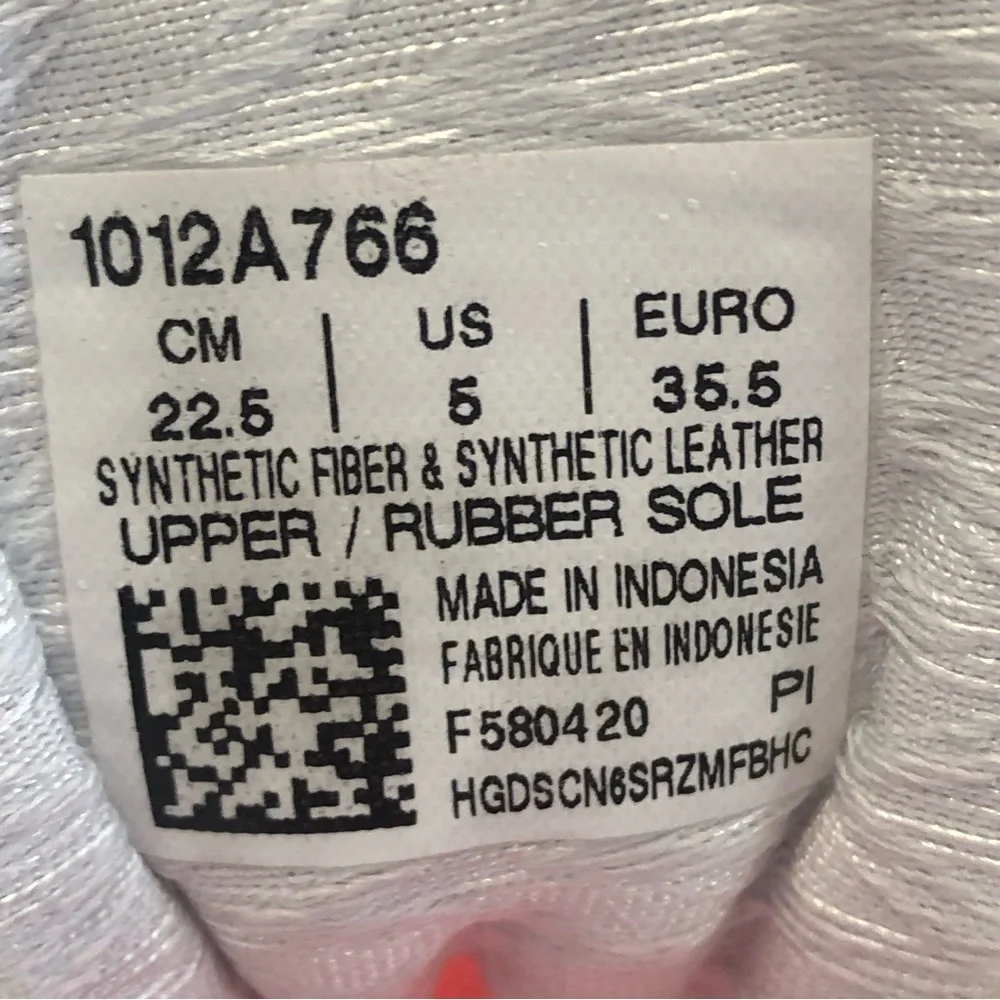 1012A766
CM | US | EURO
22.5 | 5 | 35.5
SYNTHETIC FIBER & SYNTHETIC LEATHER
UPPER / RUBBER SOLE
MADE IN INDONESIA
FABRIQUE EN INDONESIE
F580420 PI
HGDSCN6SRZMFBHC